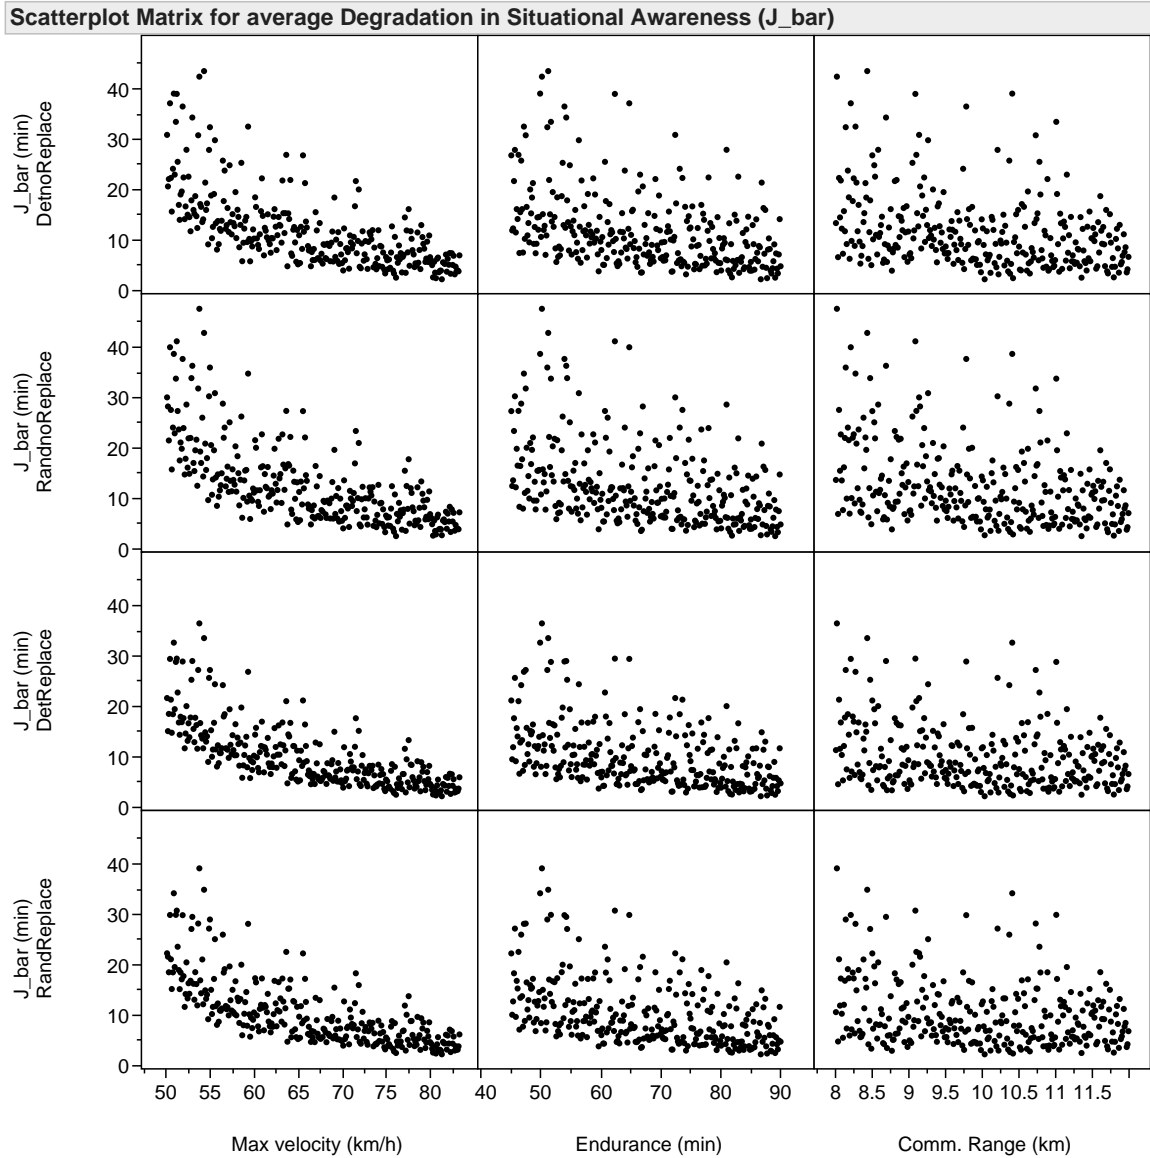 Scatterplot Matrix for average Degradation in Situational Awareness (J_bar)
J_bar (min)
DetnoReplace
40
30
20
10
0
J_bar (min)
RandnoReplace
40
30
20
10
0
J_bar (min)
DetReplace
40
30
20
10
0
J_bar (min)
RandReplace
40
30
20
10
0
50 55 60 65 70 75 80
40 50 60 70 80 90
8 8.5 9 9.5 10 10.5 11 11.5
Max velocity (km/h)
Endurance (min)
Comm. Range (km)